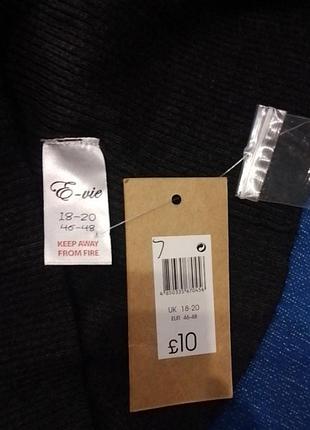 E-vie
18-20
46-48
KEEP AWAY
FROM FIRE
UK 18-20
EUR 46-48
£10